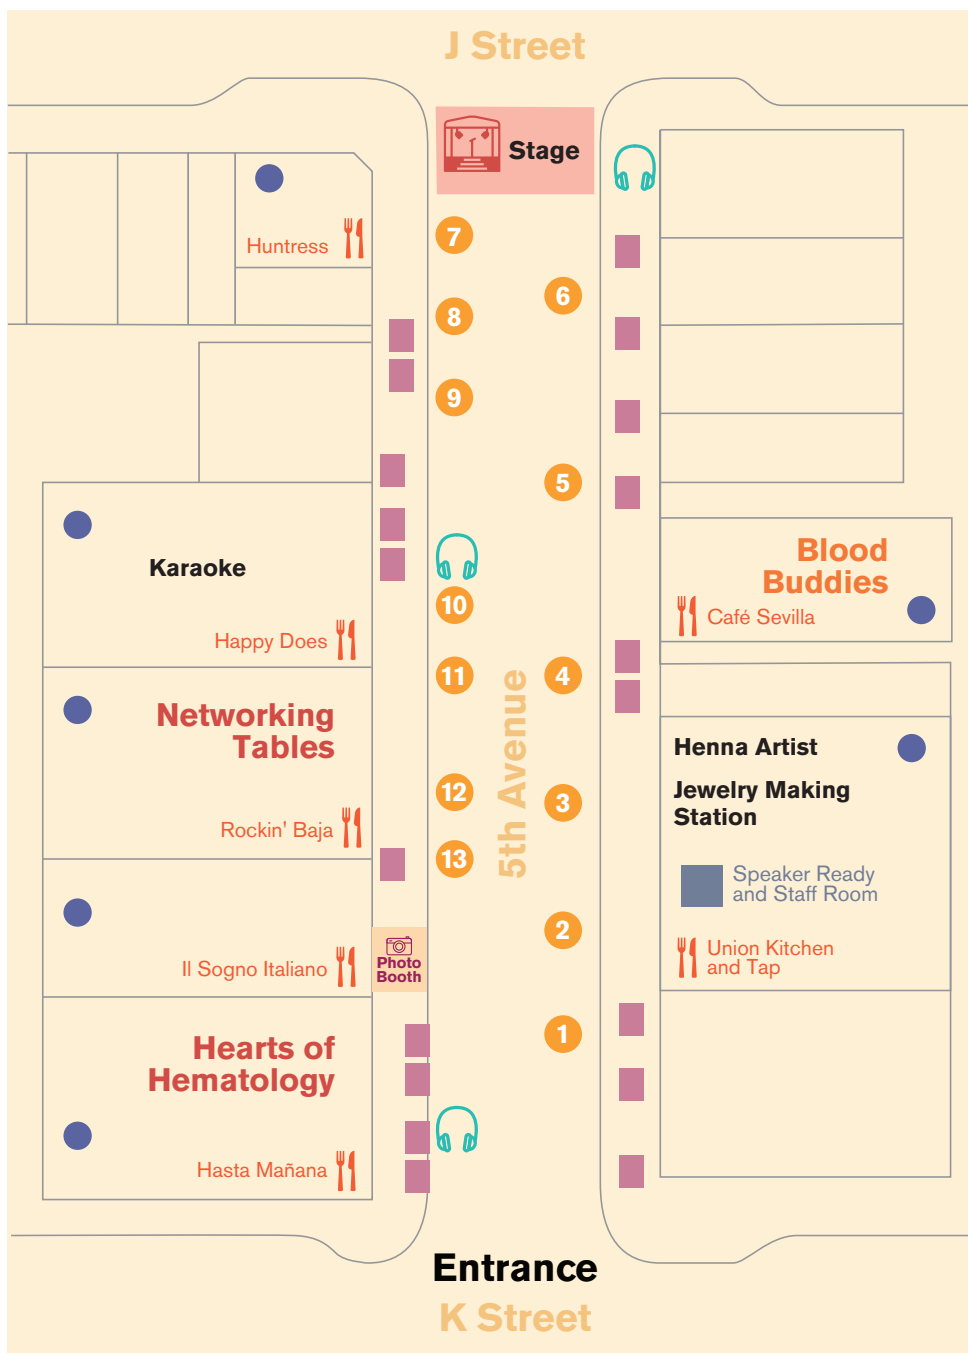 J Street
Stage
Huntress
7
6
8
9
5
Karaoke
Happy Does
10
Blood
Buddies
Café Sevilla
11
4
5th Avenue
Networking
Tables
Rockin' Baja
12
3
13
Henna Artist
Jewelry Making
Station
Speaker Ready
and Staff Room
Union Kitchen
and Tap
2
Il Sogno Italiano
Photo
Booth
1
Hearts of
Hematology
Hasta Mañana
Entrance
K Street